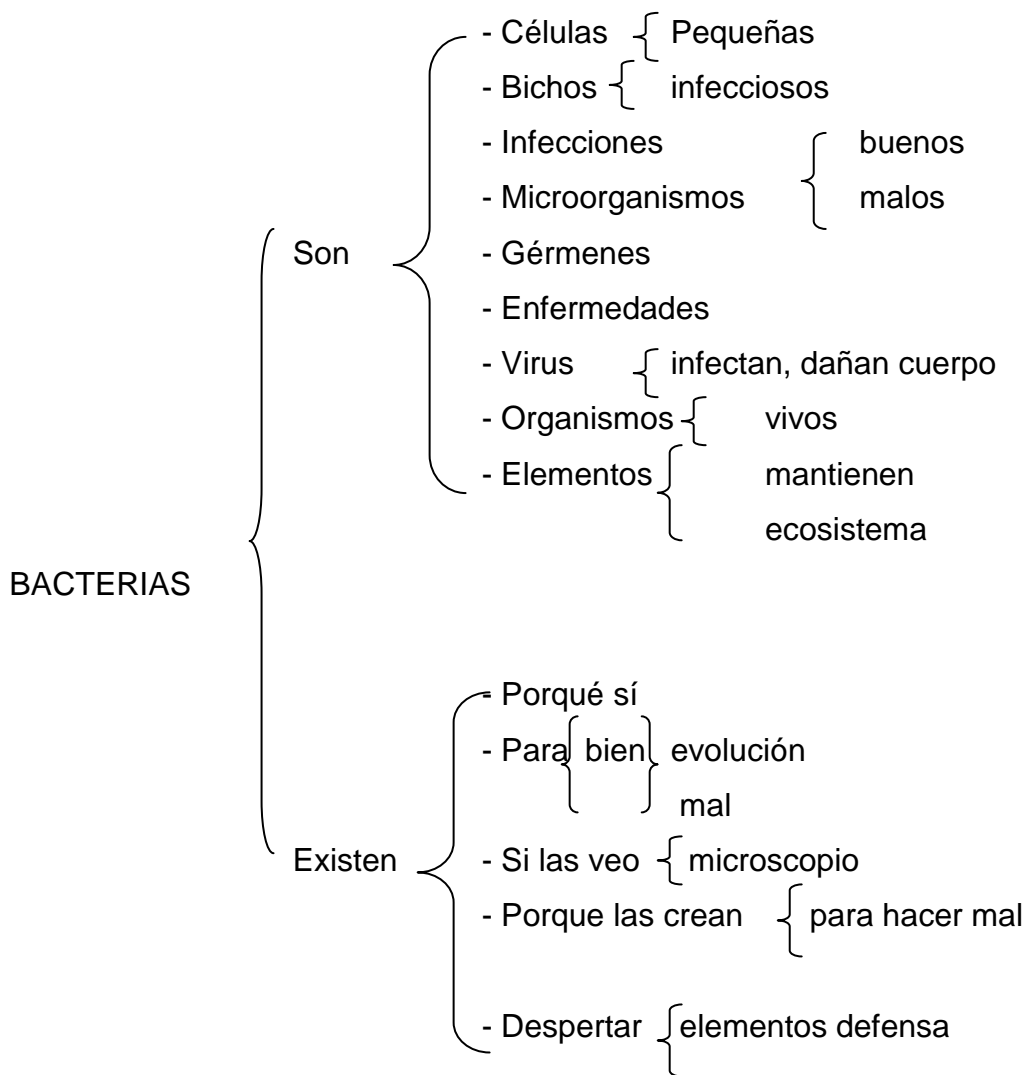 - Células Pequeñas
- Bichos infecciosos
- Infecciones buenos
- Microorganismos malos
Son - Gérmenes
- Enfermedades
- Virus infectan, dañan cuerpo
- Organismos vivos
- Elementos mantienen
ecosistema
BACTERIAS
- Porqué sí
- Para bien evolución
mal
Existen - Si las veo microscopio
- Porque las crean para hacer mal
- Despertar elementos defensa